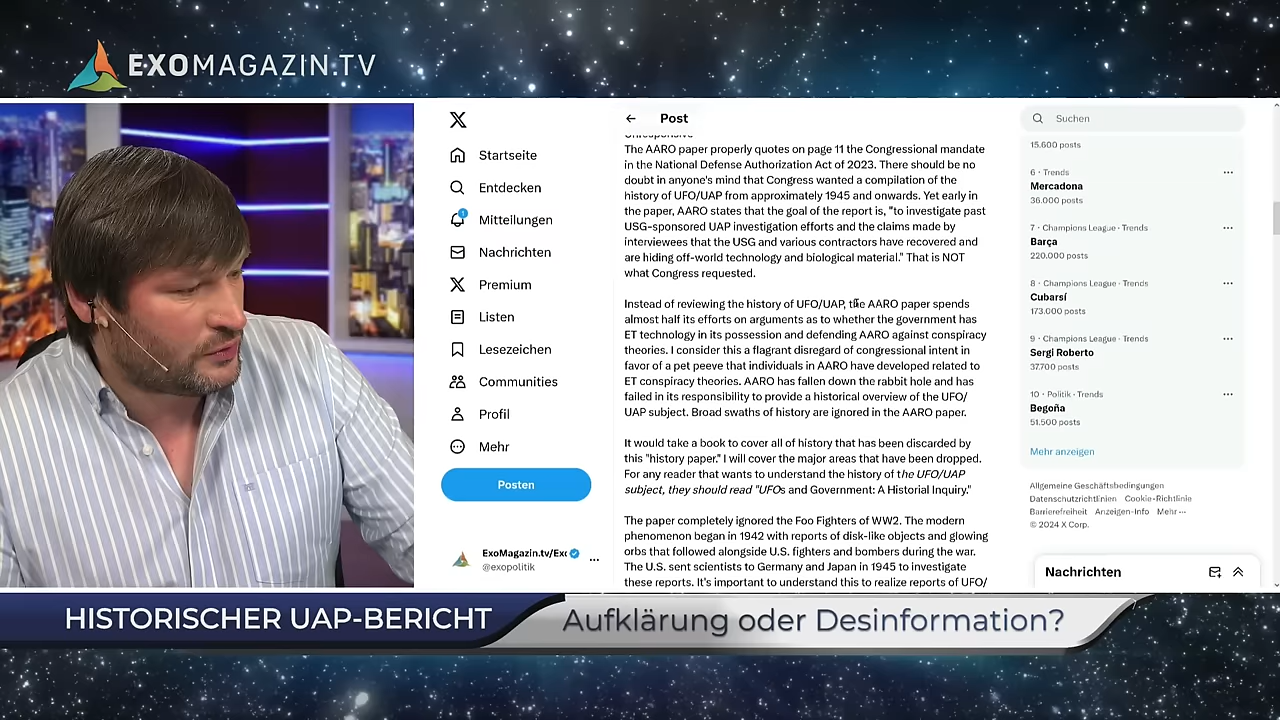 EXOMAGAZIN.TV
Startseite
Entdecken
1
Mitteilungen
Nachrichten
Premium
Listen
Lesezeichen
Communities
Profil
Mehr
Posten
ExoMagazin.tv/Exo
@exopolitik
Post
Unresponsive
The AARO paper properly quotes on page 11 the Congressional mandate
in the National Defense Authorization Act of 2023. There should be no
doubt in anyone's mind that Congress wanted a compilation of the
history of UFO/UAP from approximately 1945 and onwards. Yet early in
the paper, AARO states that the goal of the report is, "to investigate past
USG-sponsored UAP investigation efforts and the claims made by
interviewees that the USG and various contractors have recovered and
are hiding off-world technology and biological material." That is NOT
what Congress requested.
Instead of reviewing the history of UFO/UAP, the AARO paper spends
almost half its efforts on arguments as to whether the government has
ET technology in its possession and defending AARO against conspiracy
theories. I consider this a flagrant disregard of congressional intent in
favor of a pet peeve that individuals in AARO have developed related to
ET conspiracy theories. AARO has fallen down the rabbit hole and has
failed in its responsibility to provide a historical overview of the UFO/
UAP subject. Broad swaths of history are ignored in the AARO paper.
It would take a book to cover all of history that has been discarded by
this "history paper." I will cover the major areas that have been dropped.
For any reader that wants to understand the history of the UFO/UAP
subject, they should read "UFOs and Government: A Historial Inquiry."
The paper completely ignored the Foo Fighters of WW2. The modern
phenomenon began in 1942 with reports of disk-like objects and glowing
orbs that followed alongside U.S. fighters and bombers during the war.
The U.S. sent scientists to Germany and Japan in 1945 to investigate
these reports. It's important to understand this to realize reports of UFO/
Suchen
15.600 posts
6 · Trends
Mercadona
36.000 posts
7 · Champions League · Trends
Barça
220.000 posts
8 · Champions League · Trends
Cubarsí
173.000 posts
9 · Champions League · Trends
Sergi Roberto
37.700 posts
10 · Politik · Trends
Begoña
51.500 posts
Mehr anzeigen
Allgemeine Geschäftsbedingungen
Datenschutzrichtlinien Cookie-Richtlinie
Barrierefreiheit Anzeigen-Info Mehr ···
© 2024 X Corp.
Nachrichten
HISTORISCHER UAP-BERICHT
Aufklärung oder Desinformation?